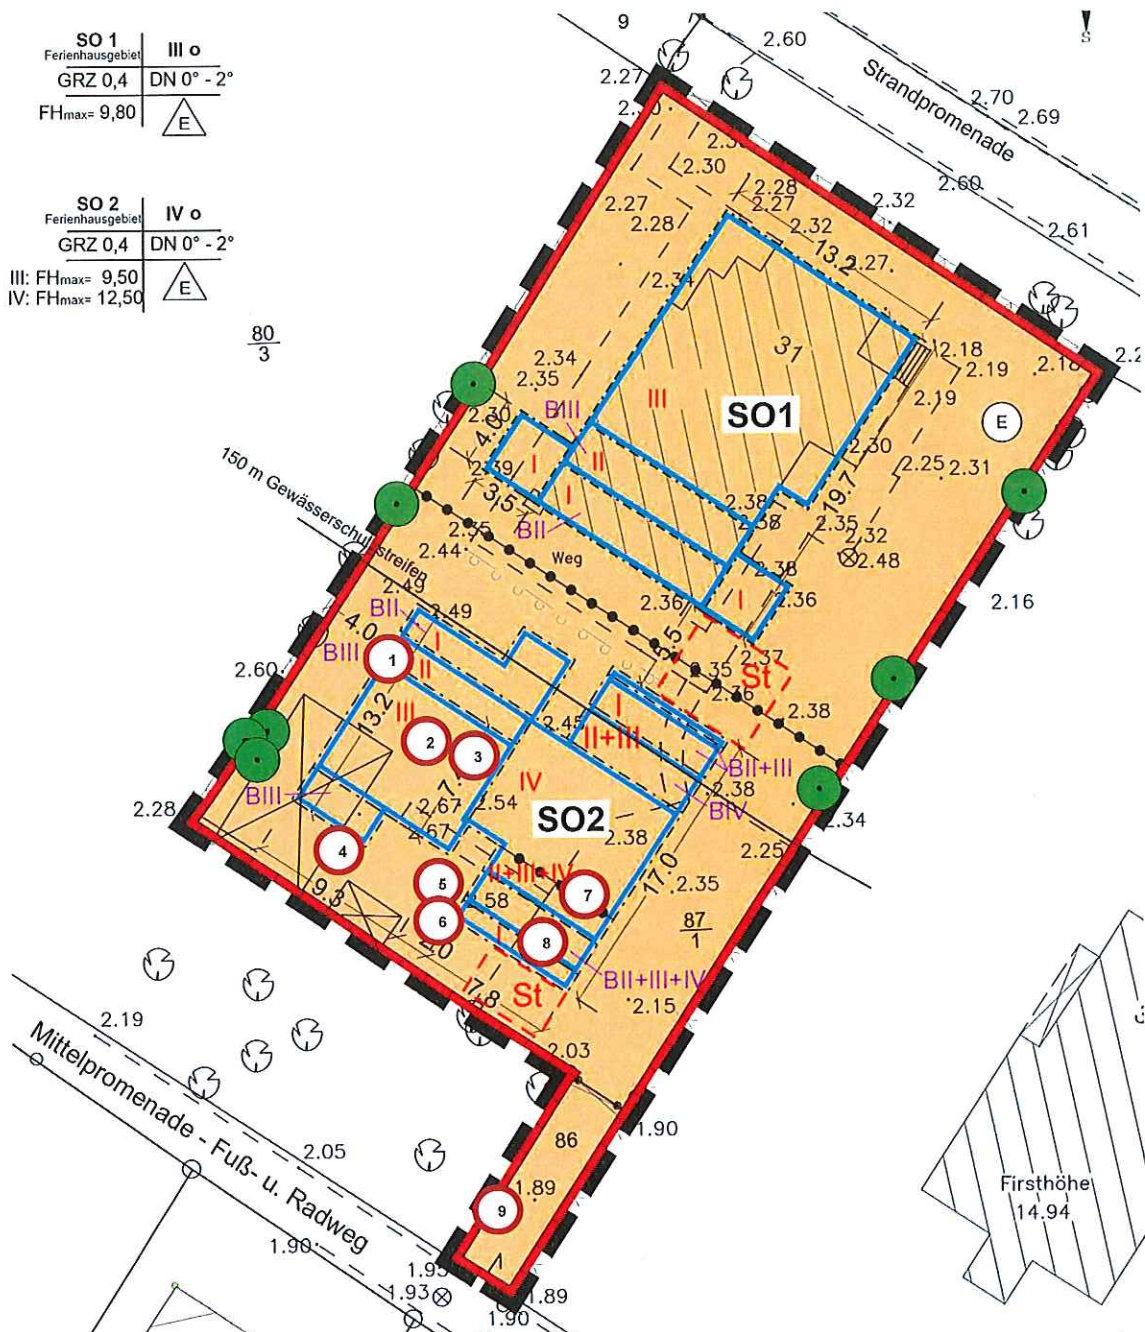 SO 1
Ferienhausgebiet
III o
GRZ 0,4
DN 0° - 2°
FHmax= 9,80
E
SO 2
Ferienhausgebiet
IV o
GRZ 0,4
DN 0° - 2°
III: FHmax= 9,50
IV: FHmax= 12,50
E
80
3
9
S
2.60
Strandpromenade
2.70
2.69
2.27
2.30
2.28
2.27
2.32
2.32
2.60
2.61
2.27
2.28
13.2
2.27
2.34
31
2.18
2.19
2.18
2.19
2.34
2.35
2.30
BIII
III
SO1
E
4.0
2.39
I
II
I
3.5
BII
2.30
2.25
2.31
19.7
2.38
2.38
2.35
2.32
2.48
150 m Gewässerschutzstreifen
2.44
Weg
2.38
2.36
2.36
I
2.16
2.49
2.49
BII
4.0
BIII
1
I
II
3.5
2.37
St
2.36
2.38
2.60
13.2
III
2
3
2.45
I
II+III
BII+III
IV
BIV
2.38
BIII
2.67
2.54
2.67
SO2
2.38
2.28
2.34
2.25
4
9.3
5
6
2.58
II+III+IV
7
17.0
2.35
87
1
I
8
BII+III+IV
7.8
St
2.15
2.19
2.03
Mittelpromenade - Fuß- u. Radweg
2.05
86
1.90
1.89
9
Firsthöhe
14.94
1.90
1.93
1.89
1.90